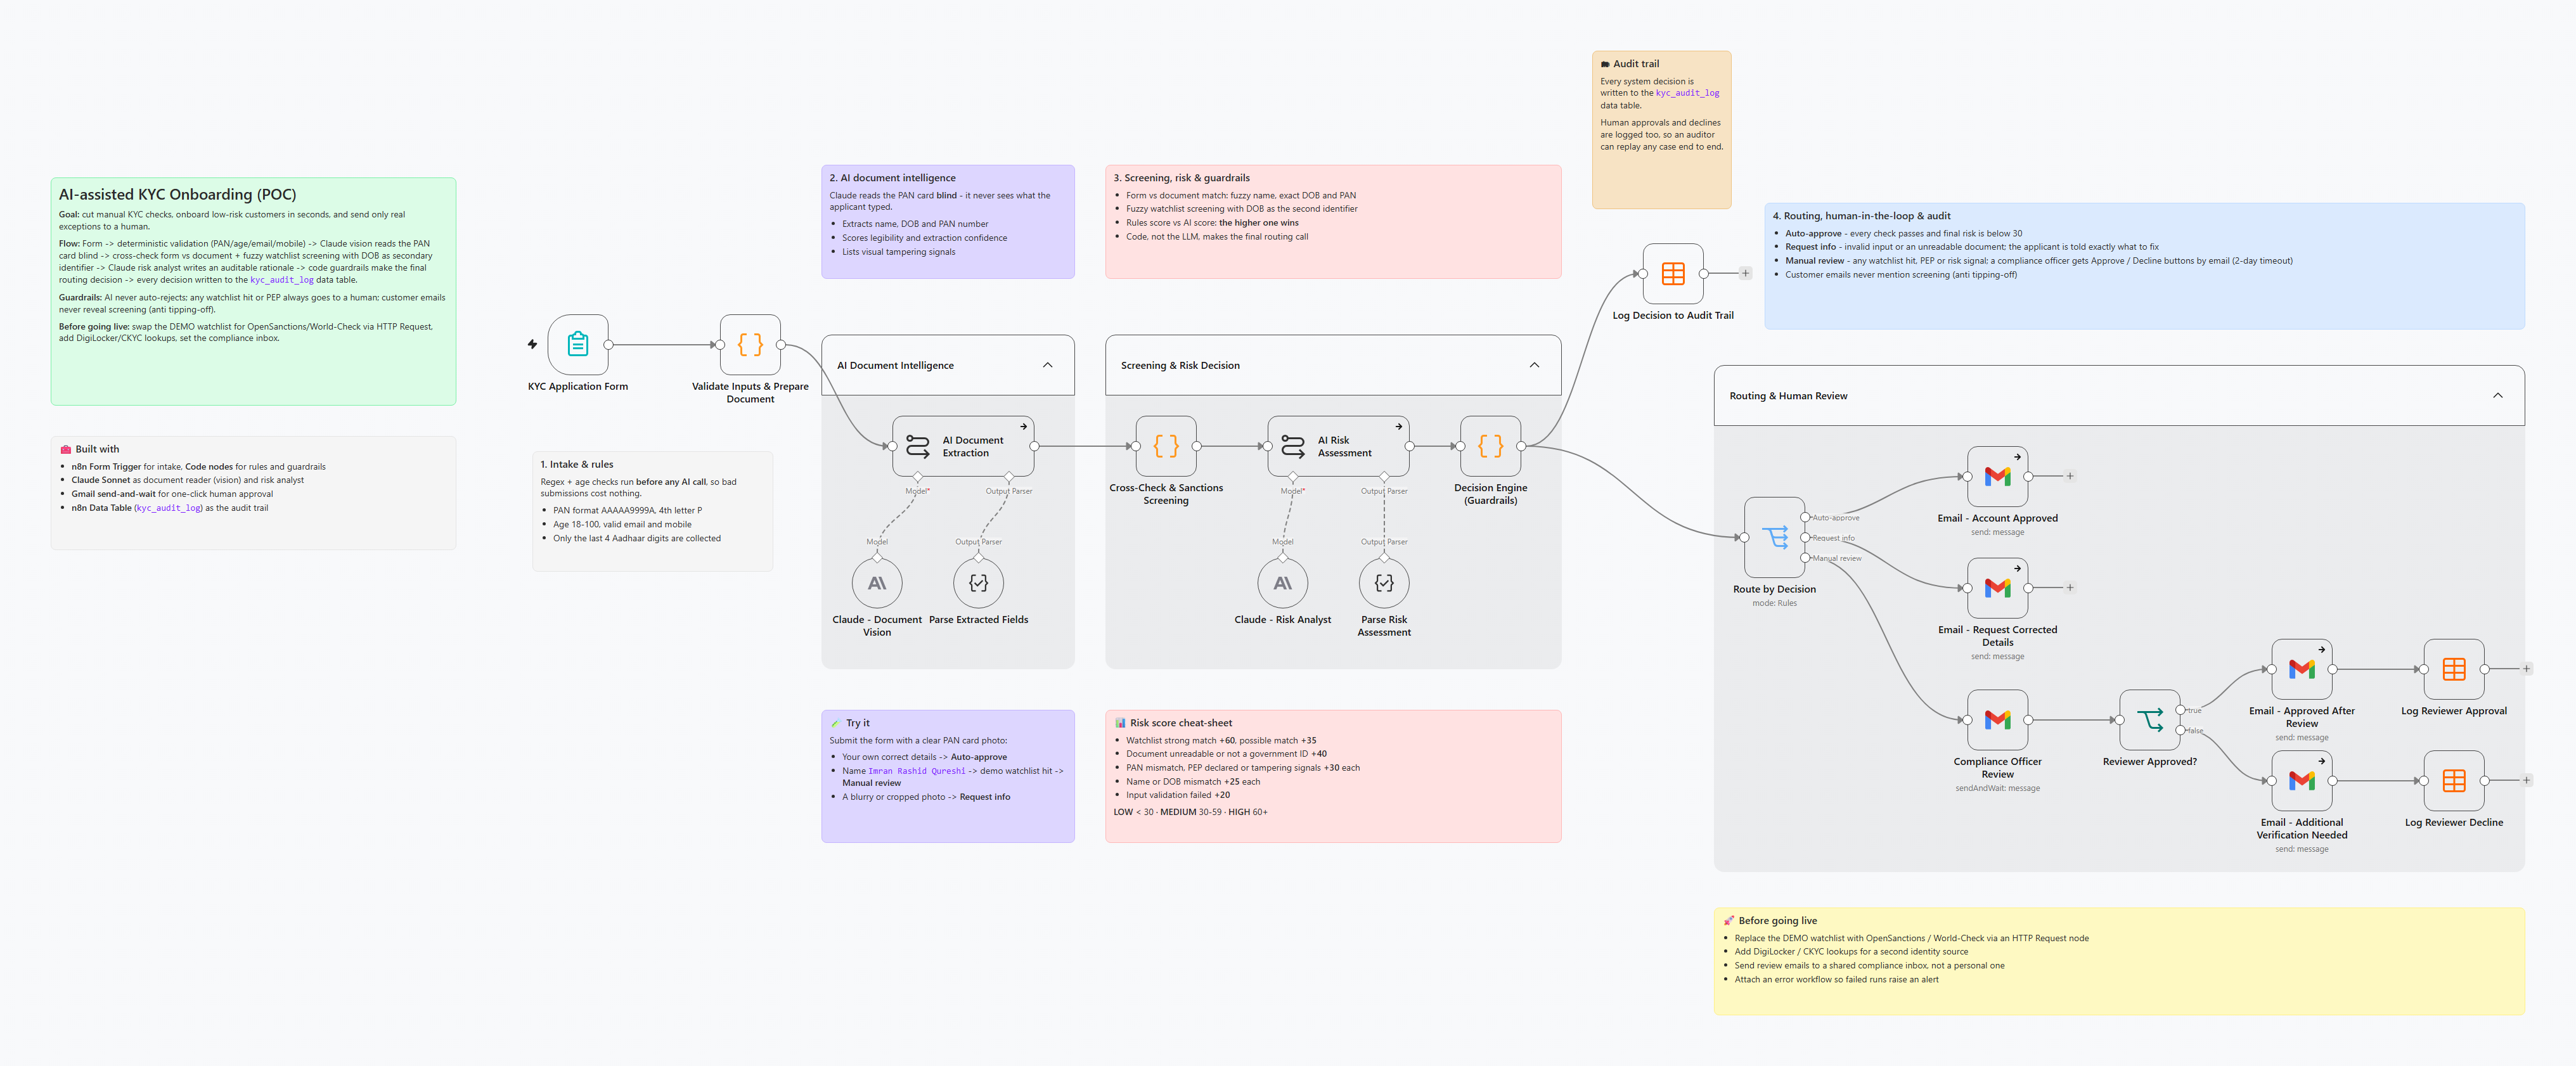 AI-assisted KYC Onboarding (POC)
Goal: cut manual KYC checks, onboard low-risk customers in seconds, and send only real
exceptions to a human.
Flow: Form -> deterministic validation (PAN/age/email/mobile) -> Claude vision reads the PAN
card blind -> cross-check form vs document + fuzzy watchlist screening with DOB as secondary
identifier -> Claude risk analyst writes an auditable rationale -> code guardrails make the final
routing decision -> every decision written to the kyc_audit_log data table.
Guardrails: AI never auto-rejects; any watchlist hit or PEP always goes to a human; customer emails
never reveal screening (anti tipping-off).
Before going live: swap the DEMO watchlist for OpenSanctions/World-Check via HTTP Request,
add DigiLocker/CKYC lookups, set the compliance inbox.
Built with
n8n Form Trigger for intake, Code nodes for rules and guardrails
Claude Sonnet as document reader (vision) and risk analyst
Gmail send-and-wait for one-click human approval
n8n Data Table (kyc_audit_log) as the audit trail
KYC Application Form
Validate Inputs & Prepare
Document
1. Intake & rules
Regex + age checks run before any AI call, so bad
submissions cost nothing.
PAN format AAAAA9999A, 4th letter P
Age 18-100, valid email and mobile
Only the last 4 Aadhaar digits are collected
2. AI document intelligence
Claude reads the PAN card blind - it never sees what the
applicant typed.
Extracts name, DOB and PAN number
Scores legibility and extraction confidence
Lists visual tampering signals
AI Document Intelligence
AI Document
Extraction
Model*
Output Parser
Model
Output Parser
Claude - Document
Vision
Parse Extracted Fields
Try it
Submit the form with a clear PAN card photo:
Your own correct details -> Auto-approve
Name Imran Rashid Qureshi -> demo watchlist hit ->
Manual review
A blurry or cropped photo -> Request info
3. Screening, risk & guardrails
Form vs document match: fuzzy name, exact DOB and PAN
Fuzzy watchlist screening with DOB as the second identifier
Rules score vs AI score: the higher one wins
Code, not the LLM, makes the final routing call
Screening & Risk Decision
Cross-Check & Sanctions
Screening
AI Risk
Assessment
Model*
Output Parser
Model
Output Parser
Claude - Risk Analyst
Parse Risk
Assessment
Decision Engine
(Guardrails)
Risk score cheat-sheet
Watchlist strong match +60, possible match +35
Document unreadable or not a government ID +40
PAN mismatch, PEP declared or tampering signals +30 each
Name or DOB mismatch +25 each
Input validation failed +20
LOW < 30 · MEDIUM 30-59 · HIGH 60+
Audit trail
Every system decision is
written to the kyc_audit_log
data table.
Human approvals and declines
are logged too, so an auditor
can replay any case end to end.
Log Decision to Audit Trail
4. Routing, human-in-the-loop & audit
Auto-approve - every check passes and final risk is below 30
Request info - invalid input or an unreadable document; the applicant is told exactly what to fix
Manual review - any watchlist hit, PEP or risk signal; a compliance officer gets Approve / Decline buttons by email (2-day timeout)
Customer emails never mention screening (anti tipping-off)
Routing & Human Review
Route by Decision
mode: Rules
Auto-approve
Request info
Manual review
Email - Account Approved
send: message
Email - Request Corrected
Details
send: message
Compliance Officer
Review
sendAndWait: message
Reviewer Approved?
true
false
Email - Approved After
Review
send: message
Log Reviewer Approval
Email - Additional
Verification Needed
send: message
Log Reviewer Decline
Before going live
Replace the DEMO watchlist with OpenSanctions / World-Check via an HTTP Request node
Add DigiLocker / CKYC lookups for a second identity source
Send review emails to a shared compliance inbox, not a personal one
Attach an error workflow so failed runs raise an alert